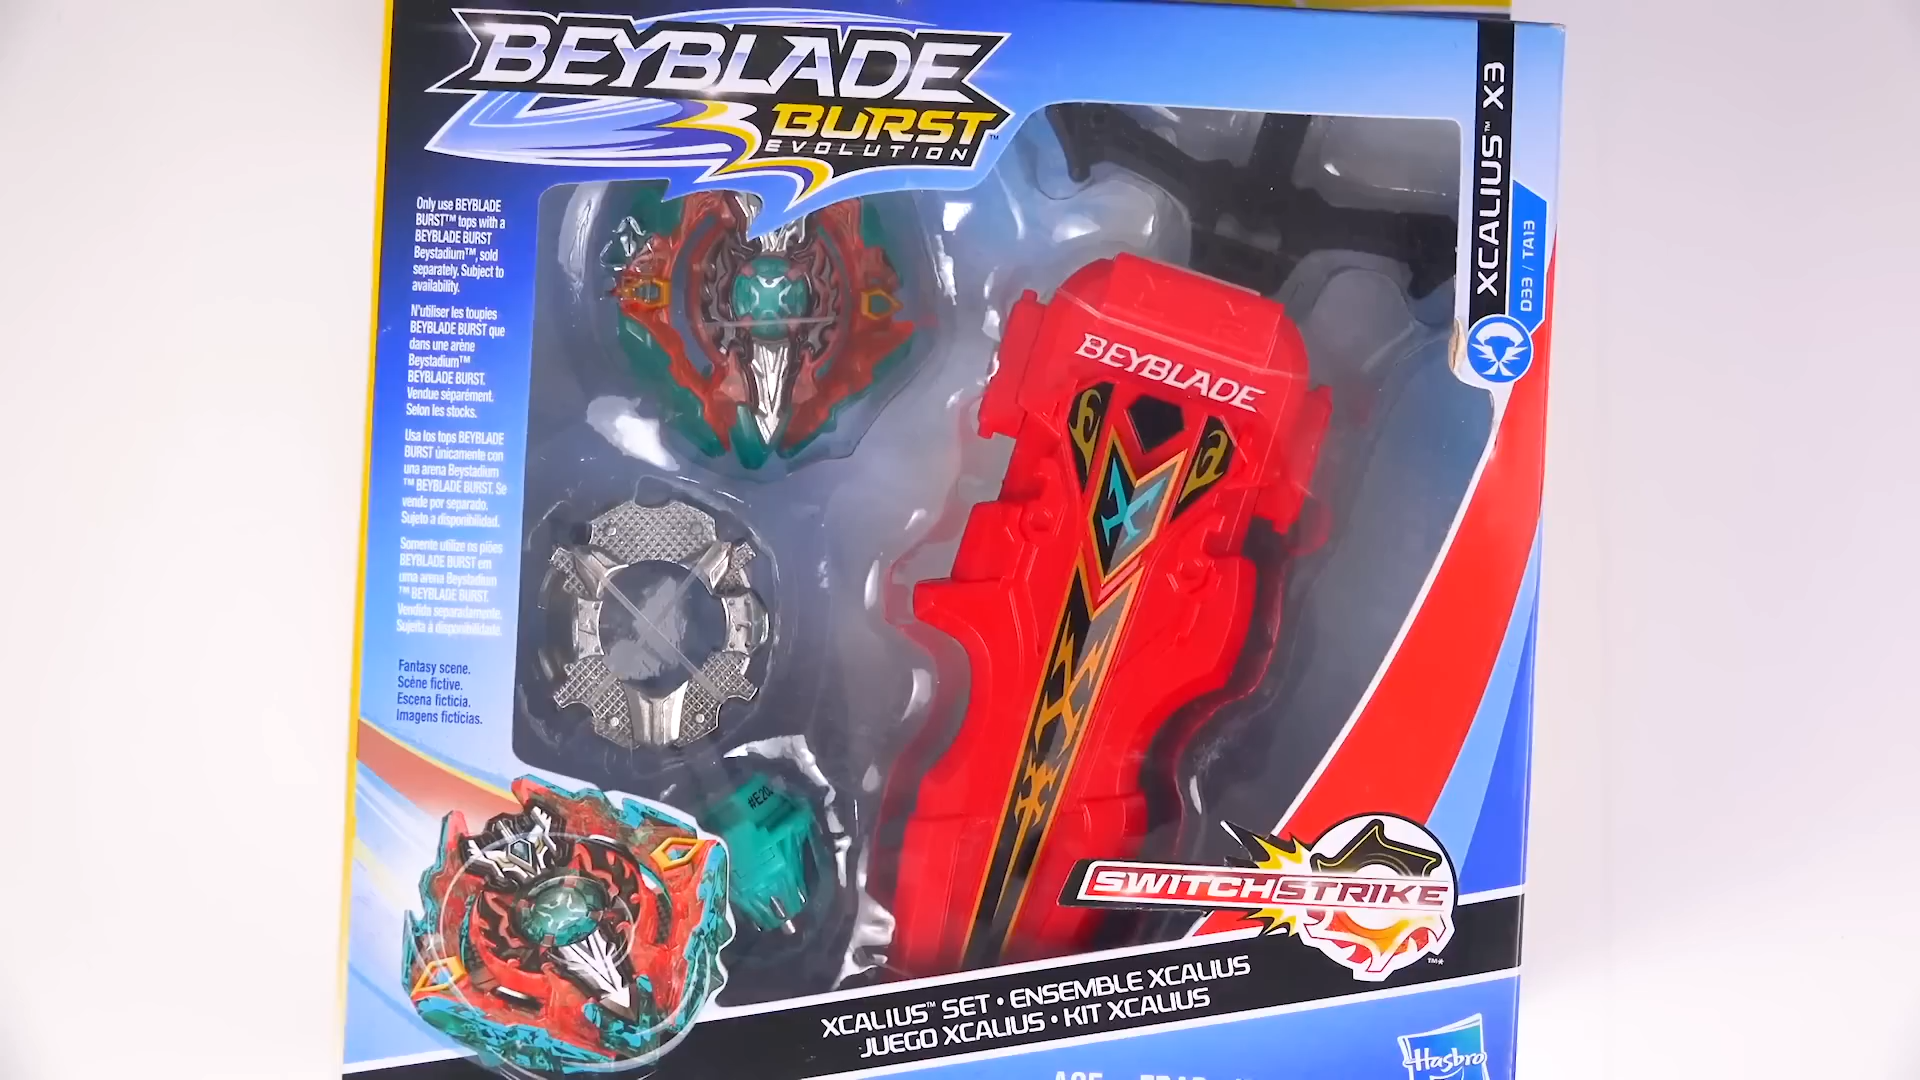 BEYBLADE
BURST™
EVOLUTION
Only use BEYBLADE
BURST™ tops with a
BEYBLADE BURST
Beystadium™, sold
separately. Subject to
availability.
N'utiliser les toupies
BEYBLADE BURST que
dans une arène
Beystadium™
BEYBLADE BURST.
Vendue séparément.
Selon les stocks.
Usa los tops BEYBLADE
BURST únicamente con
una arena Beystadium
™ BEYBLADE BURST. Se
vende por separado.
Sujeto a disponibilidad.
Somente utilize os piões
BEYBLADE BURST em
uma arena Beystadium
™ BEYBLADE BURST.
Vendida separadamente.
Sujeita à disponibilidade.
Fantasy scene.
Scène fictive.
Escena ficticia.
Imagens fictícias.
XCALIUS™ X3
D33 / TA13
BEYBLADE
X
#E20
SWITCHSTRIKE
™*
XCALIUS™ SET • ENSEMBLE XCALIUS
JUEGO XCALIUS • KIT XCALIUS
Hasbro